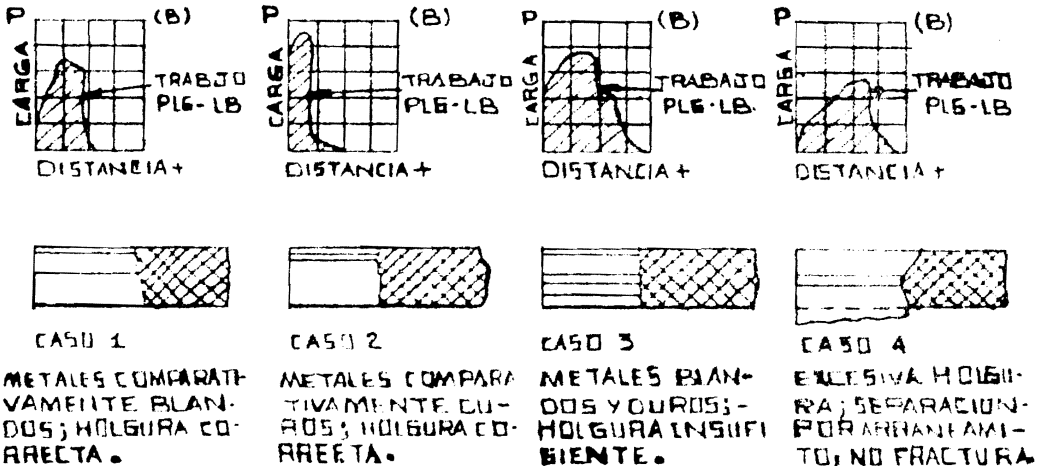 P (B)
CARGA
TRABJO
PLG-LB
DISTANCIA+
P (B)
CARGA
TRABAJO
PLG-LB
DISTANCIA+
P (B)
CARGA
TRABAJO
PLG-LB.
DISTANCIA+
P (B)
CARGA
TRABAJO
PLG-LB
DISTANCIA+
CASO 1
METALES COMPARATI-
VAMENTE BLAN-
DOS; HOLGURA CO-
RRECTA.
CASO 2
METALES COMPARA
TIVAMENTE DU-
ROS; HOLGURA CO-
RRECTA.
CASO 3
METALES BLAN-
DOS Y DUROS;-
HOLGURA INSUFI
CIENTE.
CASO 4
EXCESIVA HOLGU-
RA; SEPARACION-
POR ARRANCAMI-
TO, NO FRACTURA